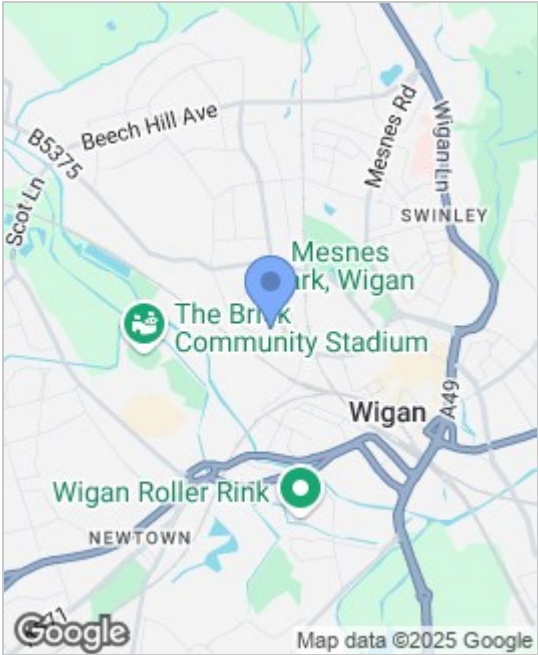 Beech Hill Ave
B5375
Mesnes Rd
Wigan Ln
Scot Ln
SWINLEY
Mesnes
ark, Wigan
The Brick
Community Stadium
Wigan
A49
Wigan Roller Rink
NEWTOWN
Google
Map data ©2025 Google